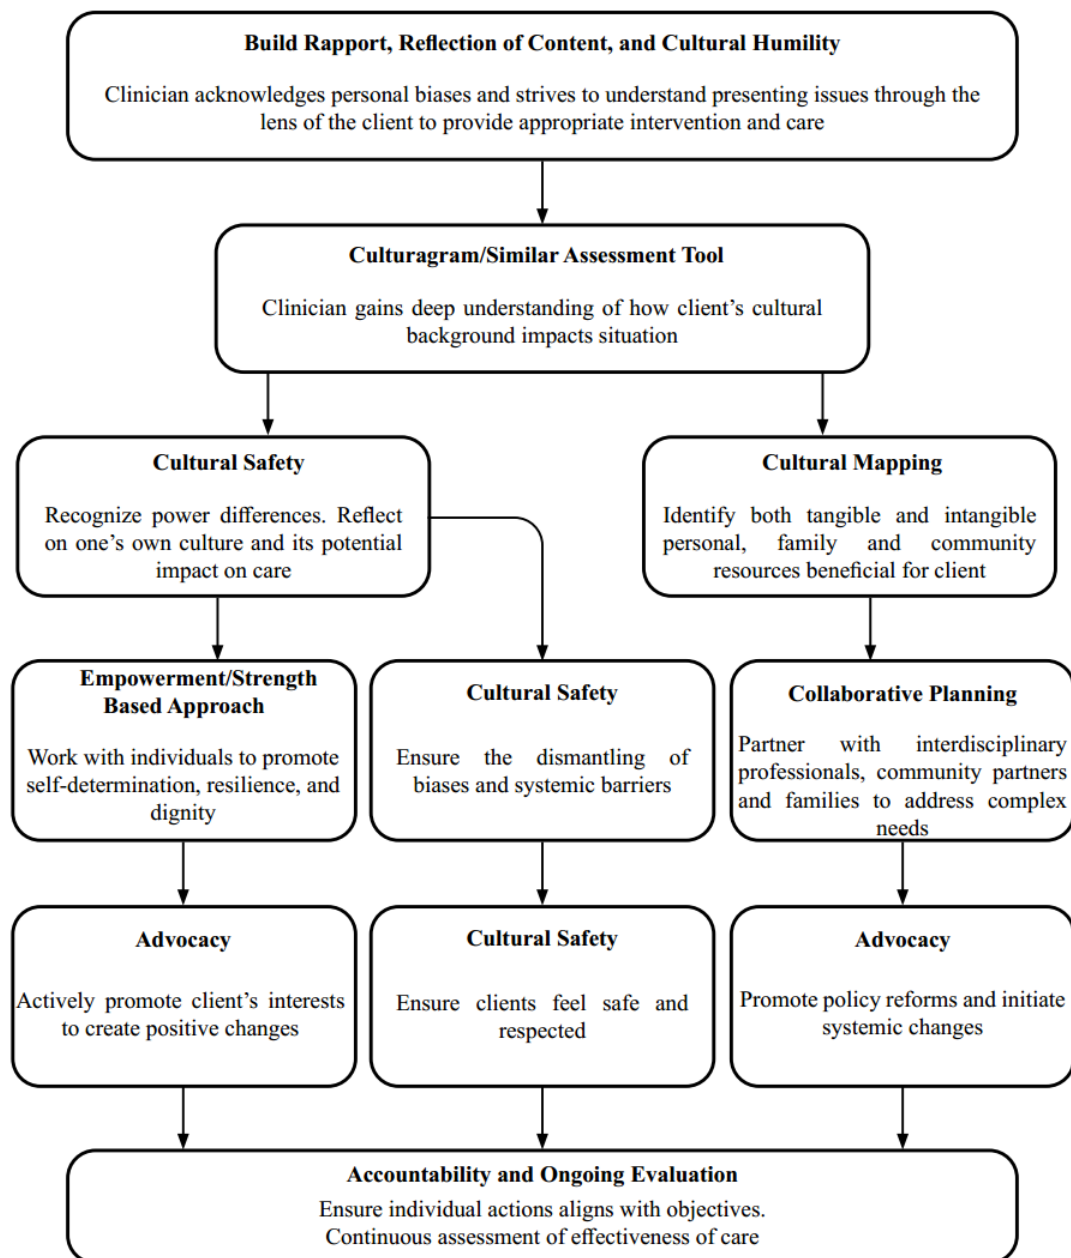 Build Rapport, Reflection of Content, and Cultural Humility
Clinician acknowledges personal biases and strives to understand presenting issues through the
lens of the client to provide appropriate intervention and care
Culturagram/Similar Assessment Tool
Clinician gains deep understanding of how client's cultural
background impacts situation
Cultural Safety
Recognize power differences. Reflect
on one's own culture and its potential
impact on care
Cultural Mapping
Identify both tangible and intangible
personal, family and community
resources beneficial for client
Empowerment/Strength
Based Approach
Work with individuals to promote
self-determination, resilience, and
dignity
Cultural Safety
Ensure the dismantling of
biases and systemic barriers
Collaborative Planning
Partner with interdisciplinary
professionals, community partners
and families to address complex
needs
Advocacy
Actively promote client's interests
to create positive changes
Cultural Safety
Ensure clients feel safe and
respected
Advocacy
Promote policy reforms and initiate
systemic changes
Accountability and Ongoing Evaluation
Ensure individual actions aligns with objectives.
Continuous assessment of effectiveness of care